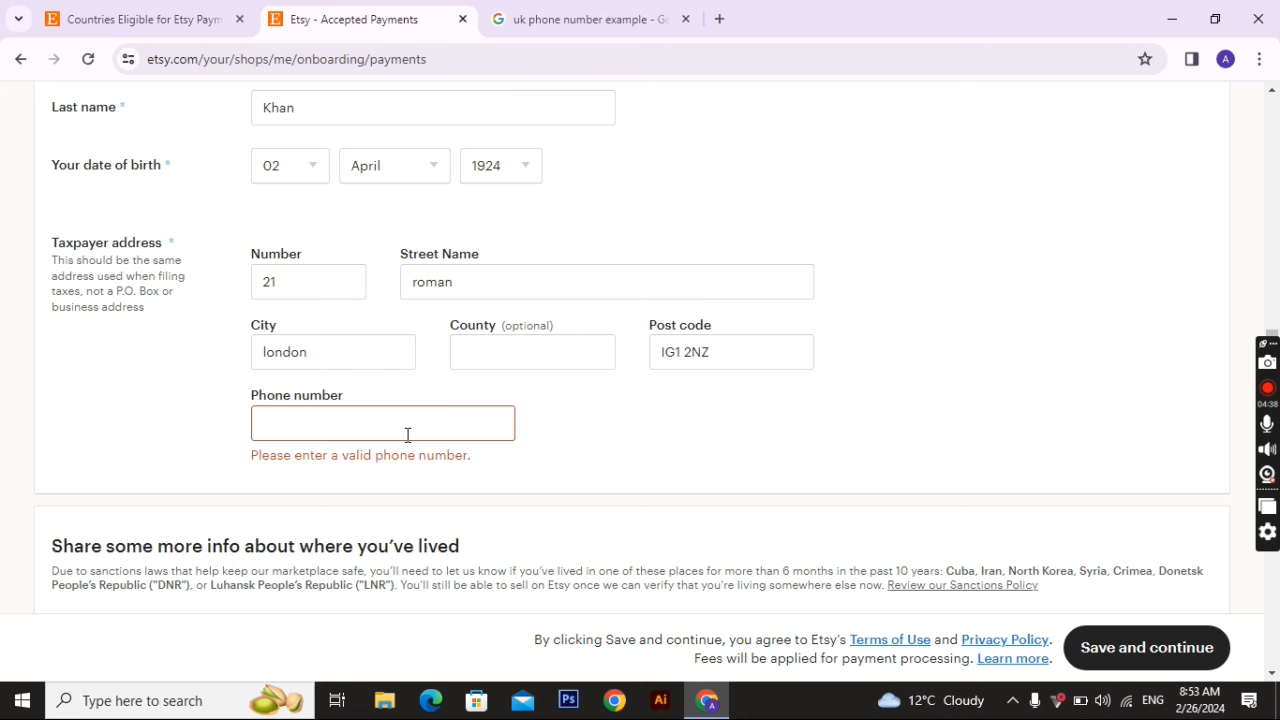 Countries Eligible for Etsy Paym
Etsy - Accepted Payments
uk phone number example - Go
etsy.com/your/shops/me/onboarding/payments
A
Last name *
Khan
Your date of birth *
02
April
1924
Taxpayer address *
This should be the same
address used when filing
taxes, not a P.O. Box or
business address
Number
Street Name
21
roman
City
County (optional)
Post code
london
IG1 2NZ
Phone number
Please enter a valid phone number.
04:38
Share some more info about where you've lived
Due to sanctions laws that help keep our marketplace safe, you'll need to let us know if you've lived in one of these places for more than 6 months in the past 10 years: Cuba, Iran, North Korea, Syria, Crimea, Donetsk
People's Republic ("DNR"), or Luhansk People's Republic ("LNR"). You'll still be able to sell on Etsy once we can verify that you're living somewhere else now. Review our Sanctions Policy
By clicking Save and continue, you agree to Etsy's Terms of Use and Privacy Policy.
Fees will be applied for payment processing. Learn more.
Save and continue
Type here to search
Ps
Ai
A
12°C Cloudy
ENG
8:53 AM
2/26/2024